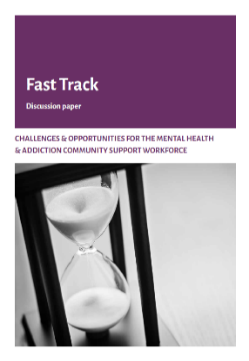 Fast Track
Discussion paper
CHALLENGES & OPPORTUNITIES FOR THE MENTAL HEALTH
& ADDICTION COMMUNITY SUPPORT WORKFORCE